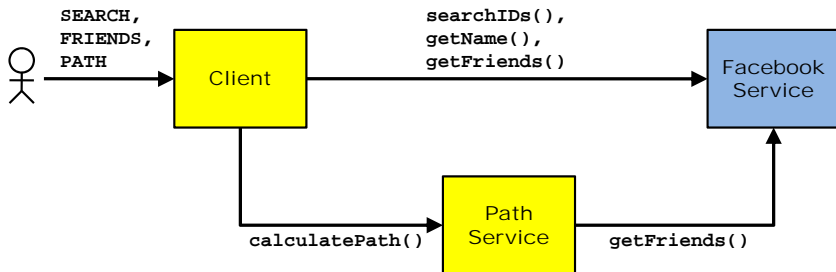 SEARCH,
FRIENDS,
PATH
Client
searchIDs(),
getName(),
getFriends()
Facebook
Service
calculatePath()
Path
Service
getFriends()